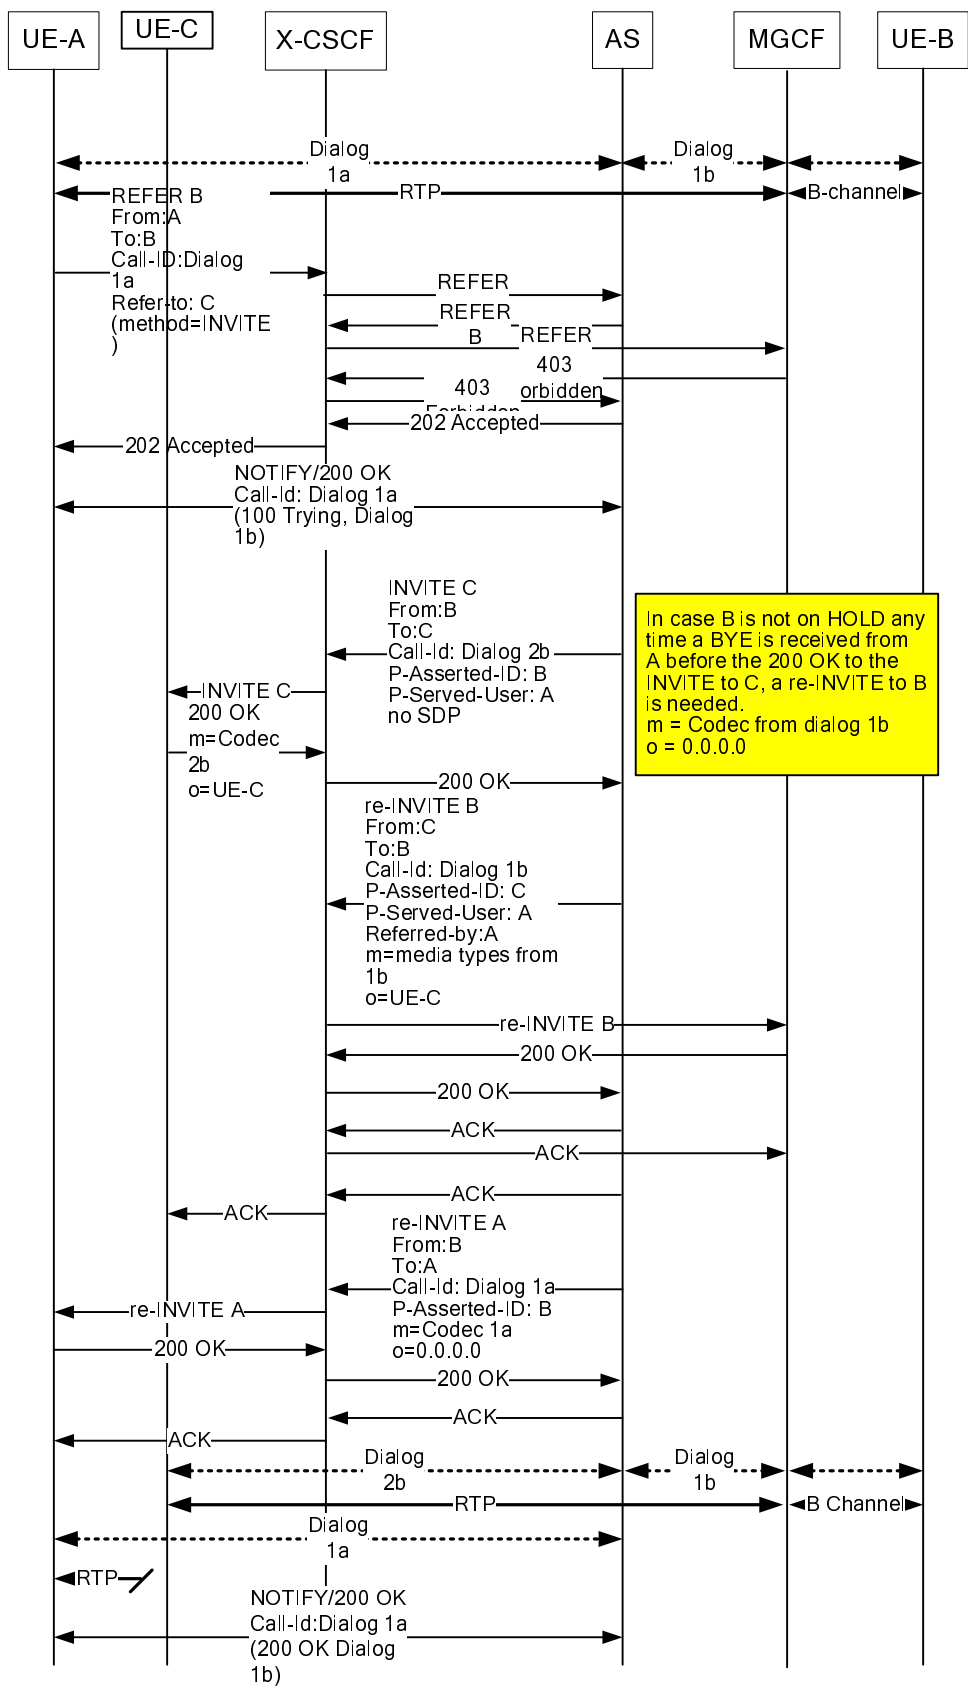 UE-A
UE-C
X-CSCF
AS
MGCF
UE-B
Dialog
1a
Dialog
1b
RTP
B-channel
REFER B
From:A
To:B
Call-ID:Dialog
1a
Refer-to: C
(method=INVITE
)
REFER
REFER
B
REFER
403
orbidden
403
Forbidden
202 Accepted
202 Accepted
NOTIFY/200 OK
Call-Id: Dialog 1a
(100 Trying, Dialog
1b)
INVITE C
From:B
To:C
Call-Id: Dialog 2b
P-Asserted-ID: B
P-Served-User: A
no SDP
In case B is not on HOLD any
time a BYE is received from
A before the 200 OK to the
INVITE to C, a re-INVITE to B
is needed.
m = Codec from dialog 1b
o = 0.0.0.0
INVITE C
200 OK
m=Codec
2b
o=UE-C
200 OK
re-INVITE B
From:C
To:B
Call-Id: Dialog 1b
P-Asserted-ID: C
P-Served-User: A
Referred-by:A
m=media types from
1b
o=UE-C
re-INVITE B
200 OK
200 OK
ACK
ACK
ACK
ACK
re-INVITE A
From:B
To:A
Call-Id: Dialog 1a
P-Asserted-ID: B
m=Codec 1a
o=0.0.0.0
re-INVITE A
200 OK
200 OK
ACK
ACK
Dialog
2b
Dialog
1b
RTP
B Channel
Dialog
1a
RTP
NOTIFY/200 OK
Call-Id:Dialog 1a
(200 OK Dialog
1b)